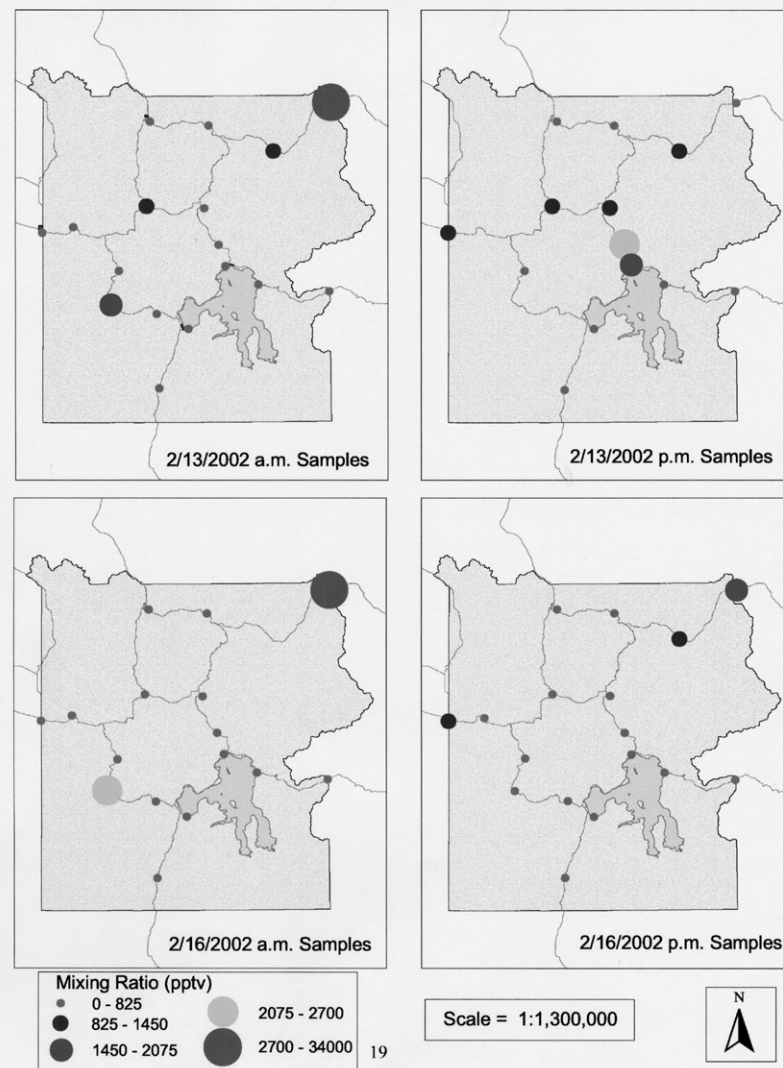 2/13/2002 a.m. Samples
2/13/2002 p.m. Samples
2/16/2002 a.m. Samples
2/16/2002 p.m. Samples
Mixing Ratio (pptv)
0 - 825
825 - 1450
1450 - 2075
2075 - 2700
2700 - 34000
19
Scale = 1:1,300,000
N